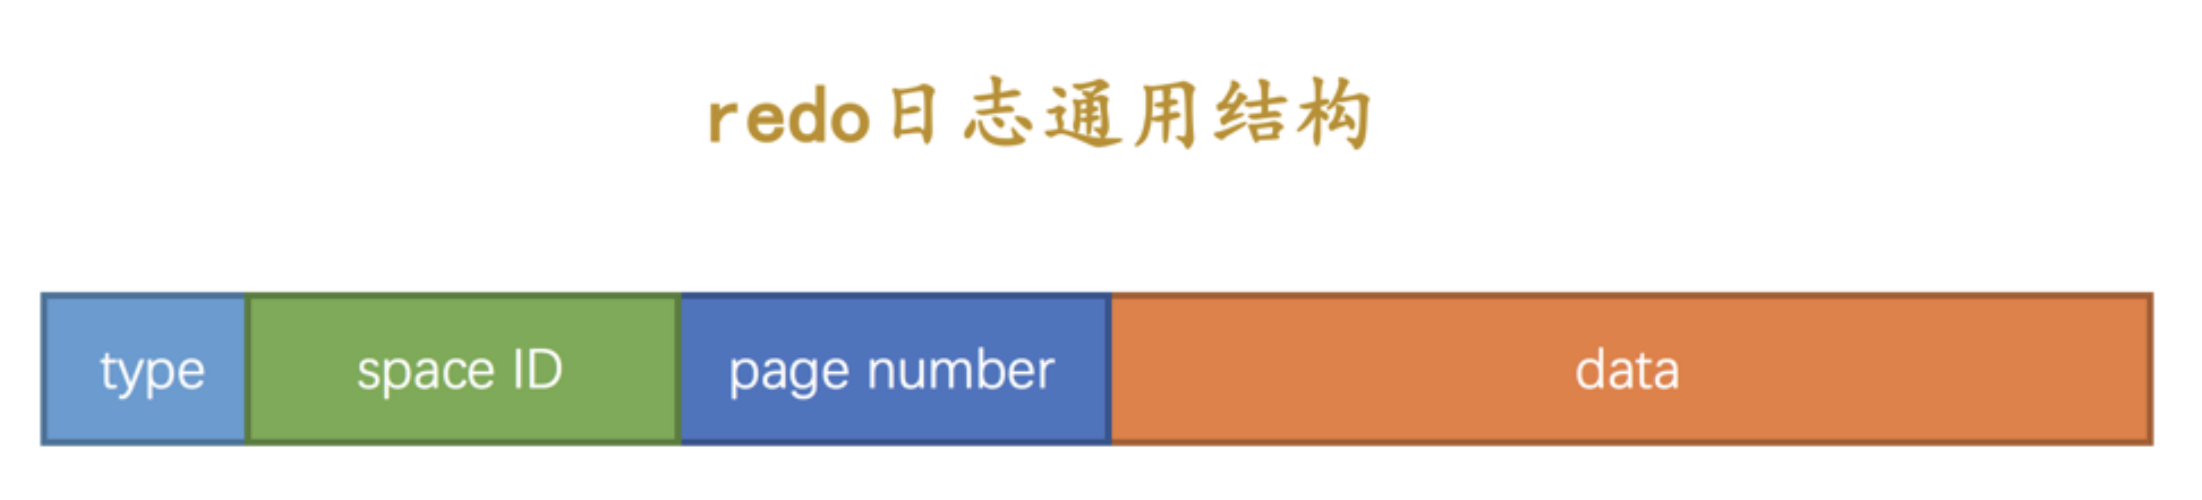 redo日志通用结构
type space ID page number data